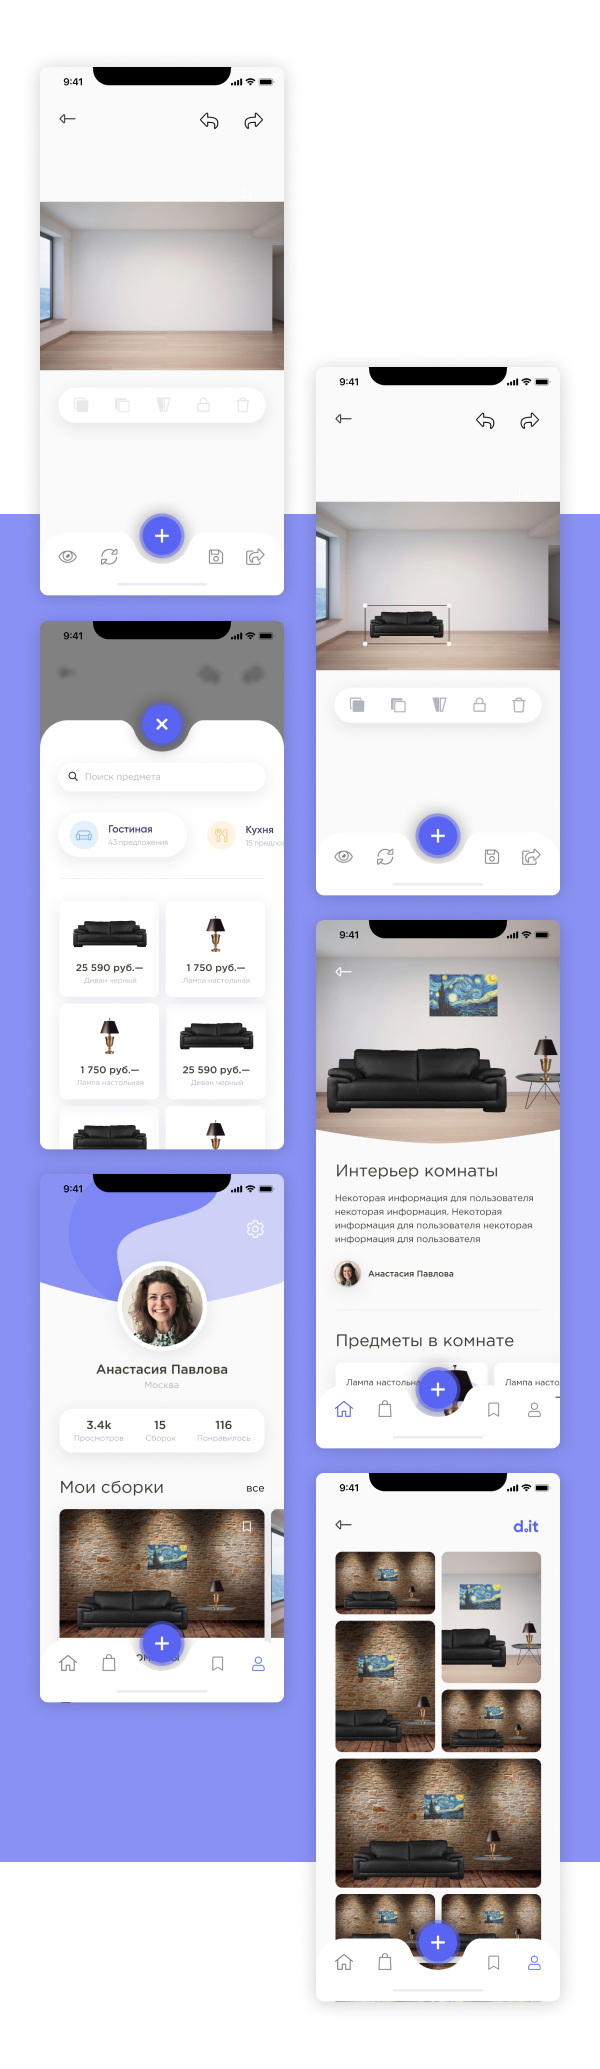 9:41
9:41
Поиск предмета
Гостиная
43 предложения
Кухня
25 590 руб.—
Диван черный
1 750 руб.—
Лампа настольная
1 750 руб.—
Лампа настольная
25 590 руб.—
Диван черный
9:41
Анастасия Павлова
Москва
3.4k
Просмотров
15
Сборок
116
Понравилось
Мои сборки
все
9:41
9:41
Интерьер комнаты
Некоторая информация для пользователя
некоторая информация. Некоторая
информация для пользователя некоторая
информация для пользователя
Анастасия Павлова
Предметы в комнате
Лампа настольн
Лампа насто
9:41
d.it